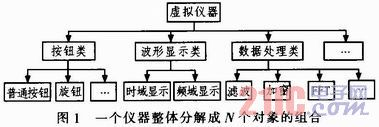 虚拟仪器
按钮类 波形显示类 数据处理类 …
普通按钮 旋钮 … 时域显示 频域显示 滤波 加密 FFT …
图 1 一个仪器整体分解成 N 个对象的组合